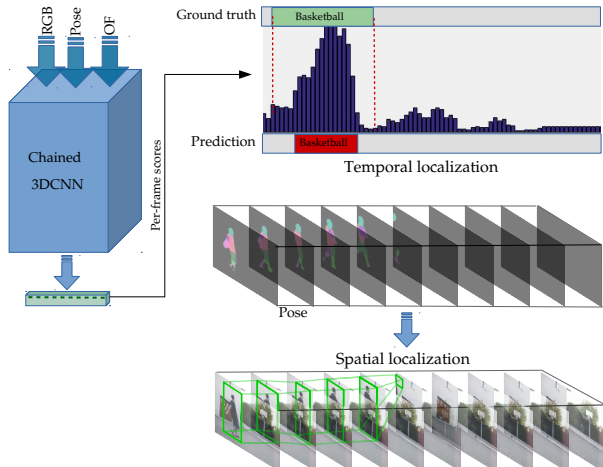 RGB
Pose
OF
Chained
3DCNN
Per-frame scores
Ground truth
Basketball
Prediction
Basketball
Temporal localization
Pose
Spatial localization